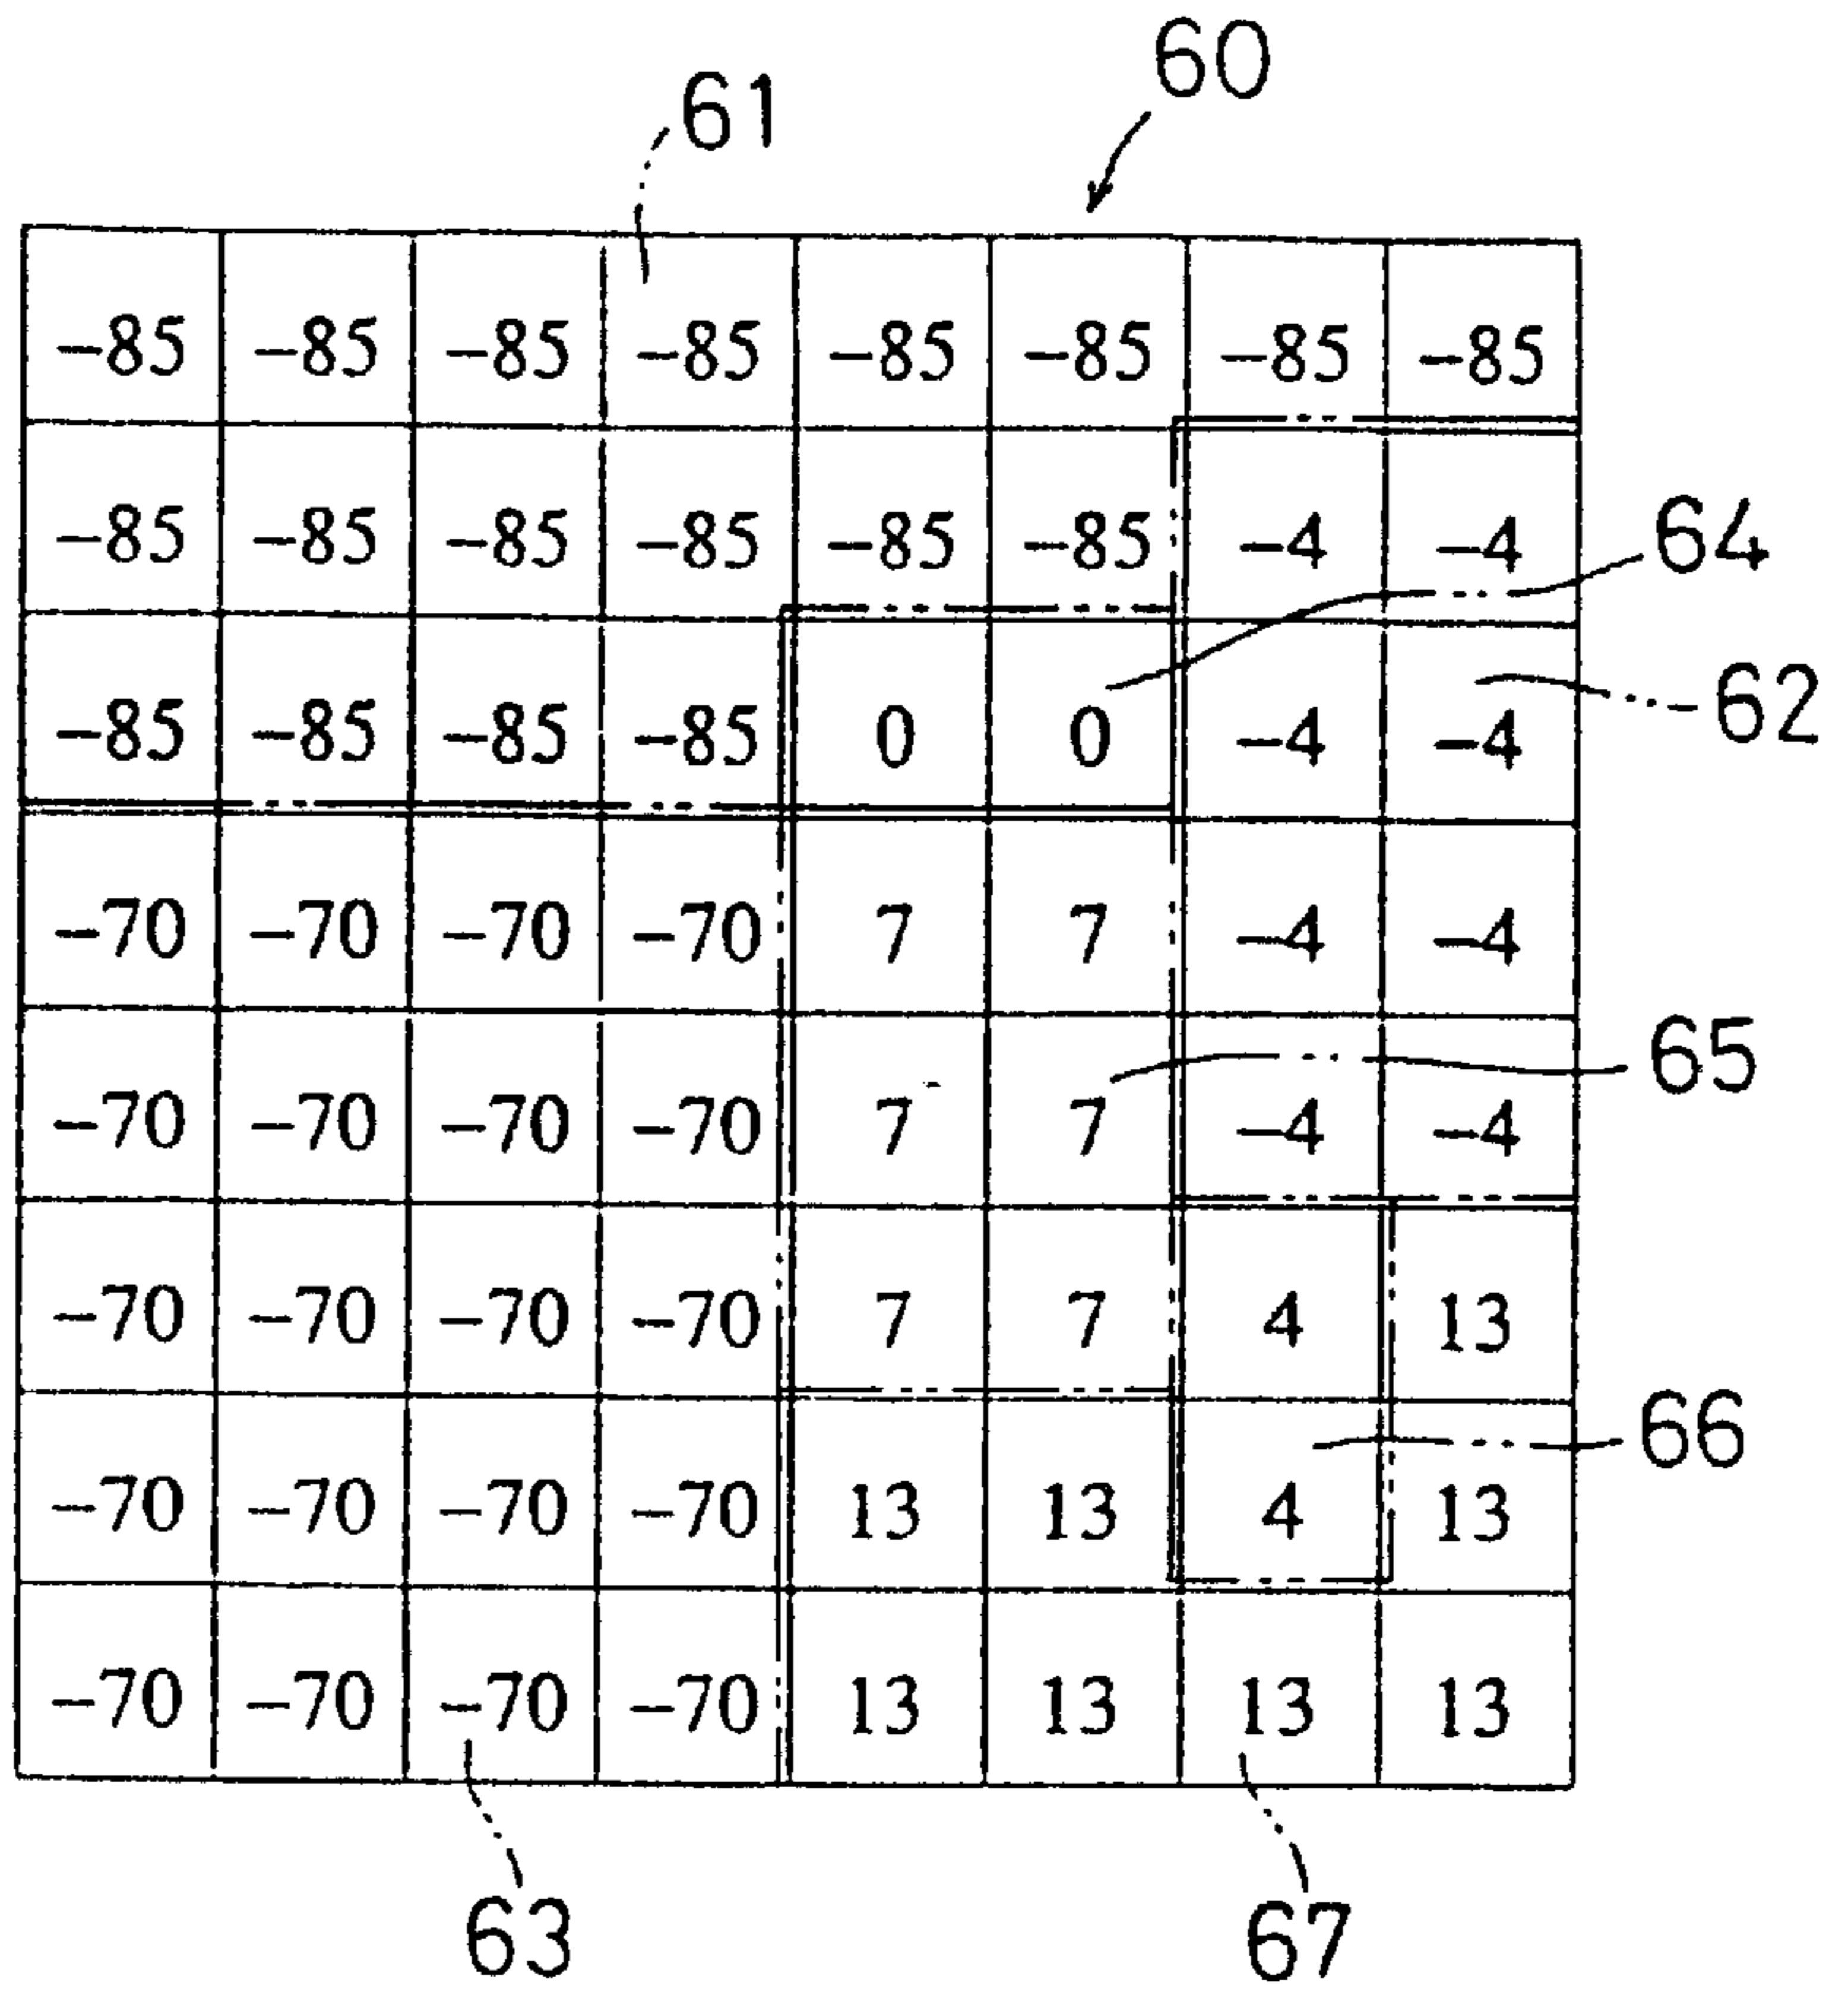 60
61
-85 -85 -85 -85 -85 -85 -85 -85
-85 -85 -85 -85 -85 -85 -4 -4
64
-85 -85 -85 -85 0 0 -4 -4
62
-70 -70 -70 -70 7 7 -4 -4
65
-70 -70 -70 -70 7 7 -4 -4
-70 -70 -70 -70 7 7 4 13
66
-70 -70 -70 -70 13 13 4 13
-70 -70 -70 -70 13 13 13 13
63 67